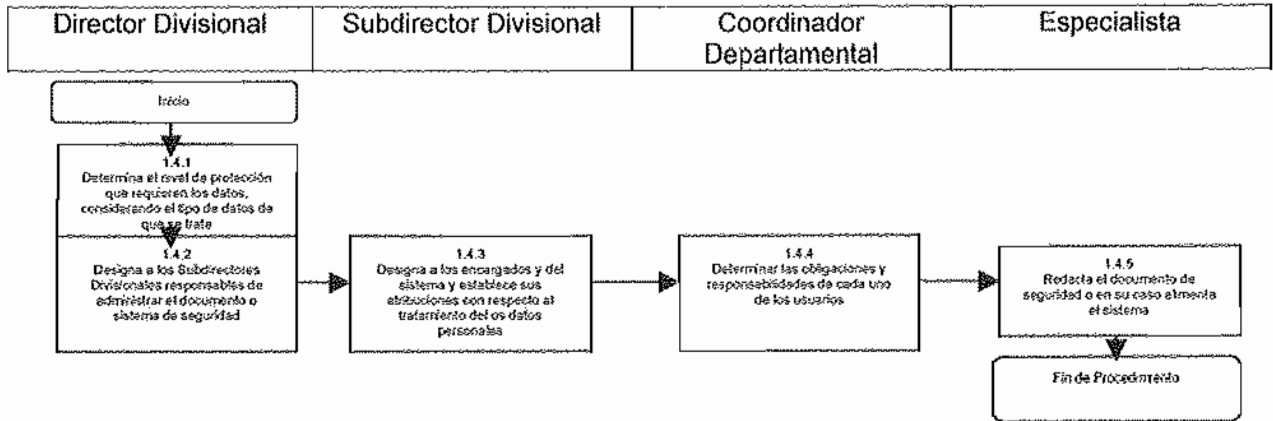 Director Divisional
Subdirector Divisional
Coordinador
Departamental
Especialista
Inicio
1.4.1
Determina el nivel de protección
que requieren los datos,
considerando el tipo de datos de
que se trate
1.4.2
Designa a los Subdirectores
Divisionales responsables de
administrar el documento o
sistema de seguridad
1.4.3
Designa a los encargados y del
sistema y establece sus
atribuciones con respecto al
tratamiento del os datos
personales
1.4.4
Determinar las obligaciones y
responsabilidades de cada uno
de los usuarios
1.4.5
Redacta el documento de
seguridad o en su caso alimenta
el sistema
Fin de Procedimiento